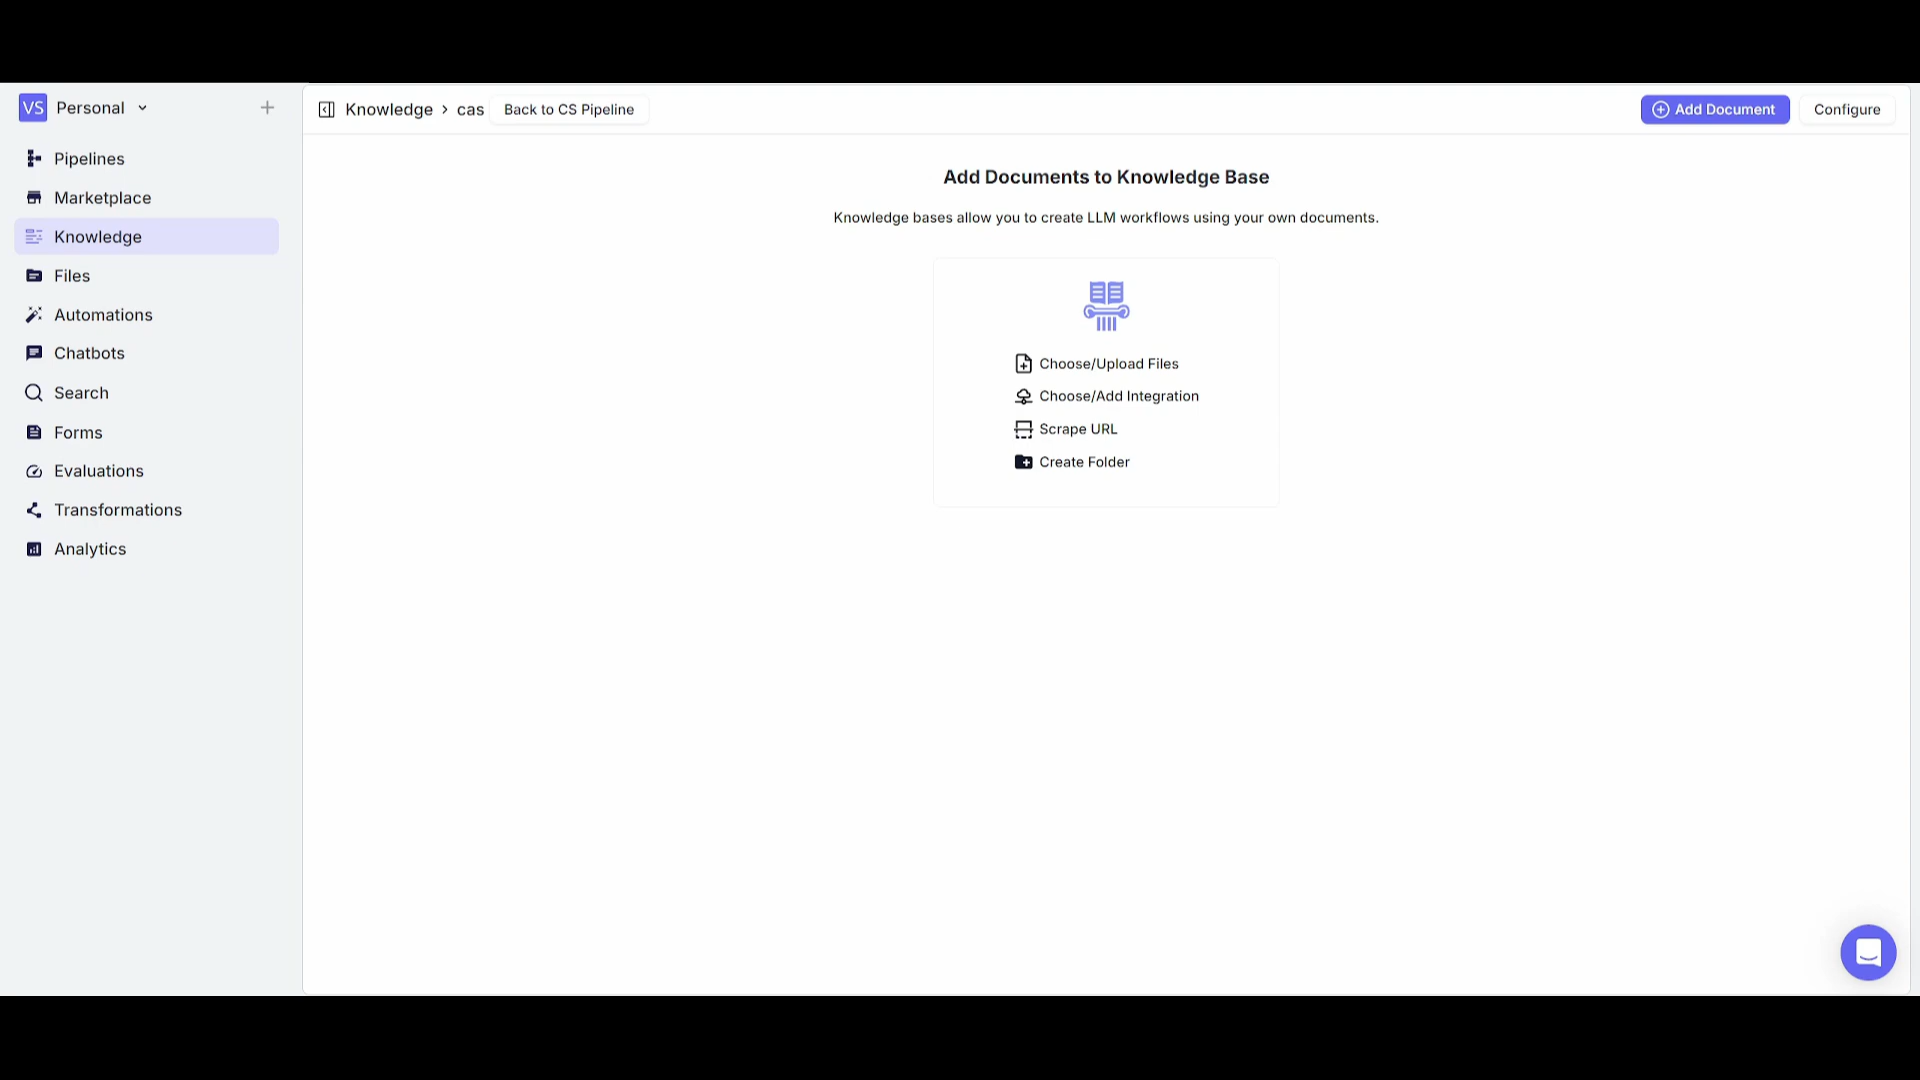 VS Personal
Pipelines
Marketplace
Knowledge
Files
Automations
Chatbots
Search
Forms
Evaluations
Transformations
Analytics
Knowledge > cas Back to CS Pipeline
Add Document Configure
Add Documents to Knowledge Base
Knowledge bases allow you to create LLM workflows using your own documents.
Choose/Upload Files
Choose/Add Integration
Scrape URL
Create Folder